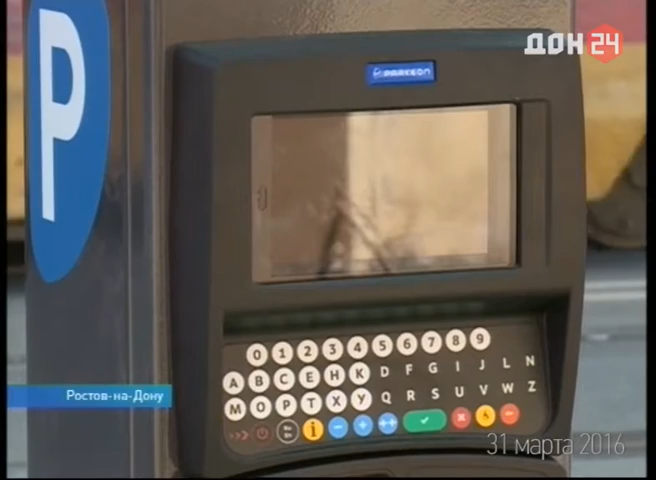 ДОН 24
PARKEON
P
0 1 2 3 4 5 6 7 8 9
A B C E H K D F G I J L N
M O P T X Y Q R S U V W Z
Ростов-на-Дону
31 марта 2016